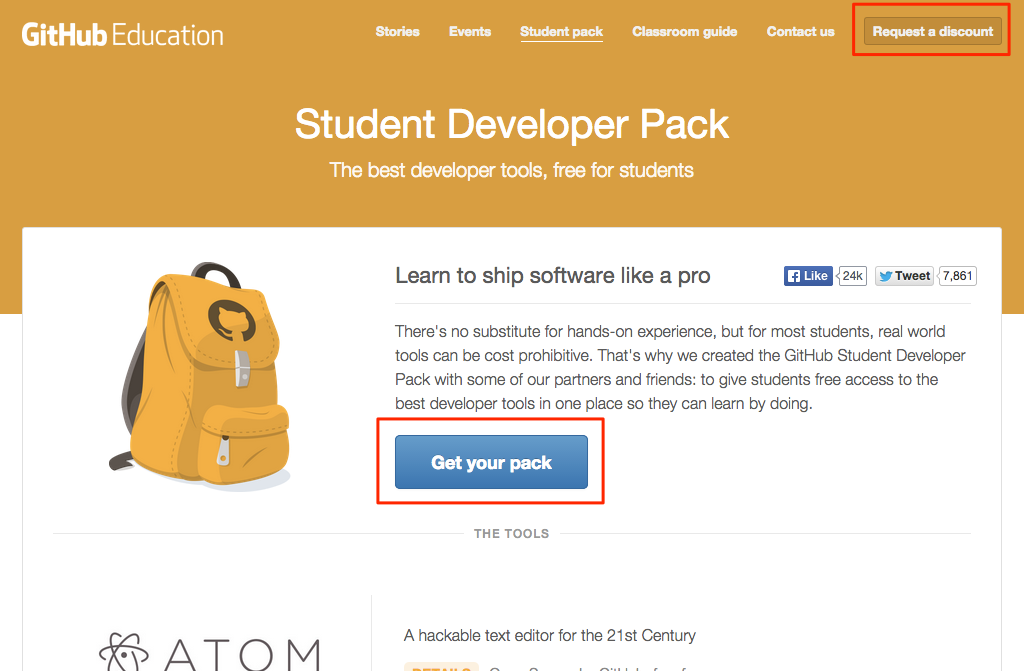 GitHub Education
Stories
Events
Student pack
Classroom guide
Contact us
Request a discount
Student Developer Pack
The best developer tools, free for students
Learn to ship software like a pro
Like
24k
Tweet
7,861
There's no substitute for hands-on experience, but for most students, real world
tools can be cost prohibitive. That's why we created the GitHub Student Developer
Pack with some of our partners and friends: to give students free access to the
best developer tools in one place so they can learn by doing.
Get your pack
THE TOOLS
ATOM
A hackable text editor for the 21st Century
DETAILS